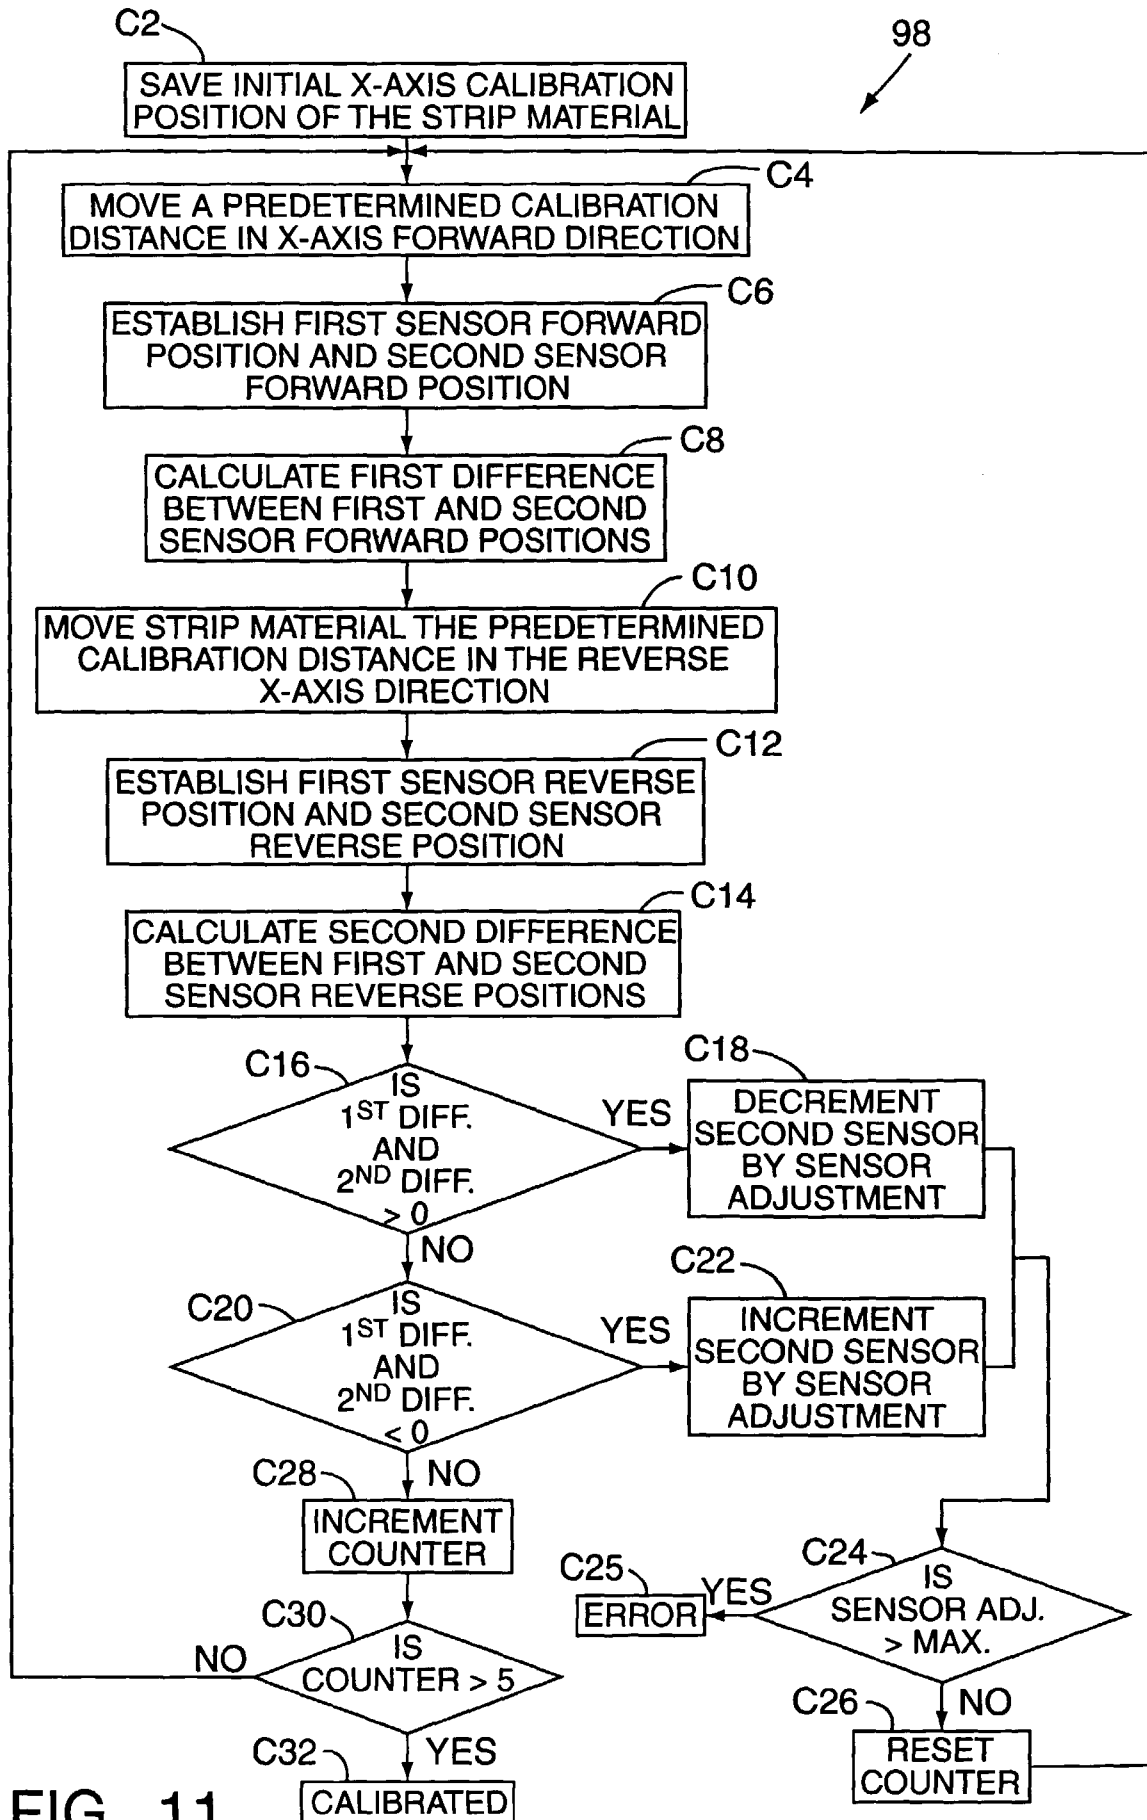 C2
98
SAVE INITIAL X-AXIS CALIBRATION
POSITION OF THE STRIP MATERIAL
C4
MOVE A PREDETERMINED CALIBRATION
DISTANCE IN X-AXIS FORWARD DIRECTION
C6
ESTABLISH FIRST SENSOR FORWARD
POSITION AND SECOND SENSOR
FORWARD POSITION
C8
CALCULATE FIRST DIFFERENCE
BETWEEN FIRST AND SECOND
SENSOR FORWARD POSITIONS
C10
MOVE STRIP MATERIAL THE PREDETERMINED
CALIBRATION DISTANCE IN THE REVERSE
X-AXIS DIRECTION
C12
ESTABLISH FIRST SENSOR REVERSE
POSITION AND SECOND SENSOR
REVERSE POSITION
C14
CALCULATE SECOND DIFFERENCE
BETWEEN FIRST AND SECOND
SENSOR REVERSE POSITIONS
C16
IS
1ST DIFF.
AND
2ND DIFF.
> 0
YES
C18
DECREMENT
SECOND SENSOR
BY SENSOR
ADJUSTMENT
NO
C20
IS
1ST DIFF.
AND
2ND DIFF.
< 0
YES
C22
INCREMENT
SECOND SENSOR
BY SENSOR
ADJUSTMENT
NO
C28
INCREMENT
COUNTER
C24
IS
SENSOR ADJ.
> MAX.
YES
C25
ERROR
C30
IS
COUNTER > 5
NO
NO
C26
RESET
COUNTER
YES
C32
CALIBRATED
FIG. 11